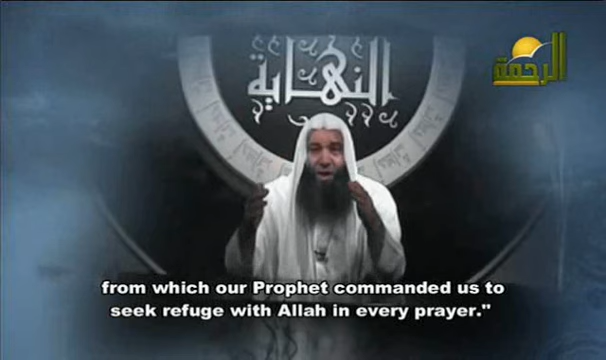 النهاية
الرحمة
from which our Prophet commanded us to
seek refuge with Allah in every prayer."